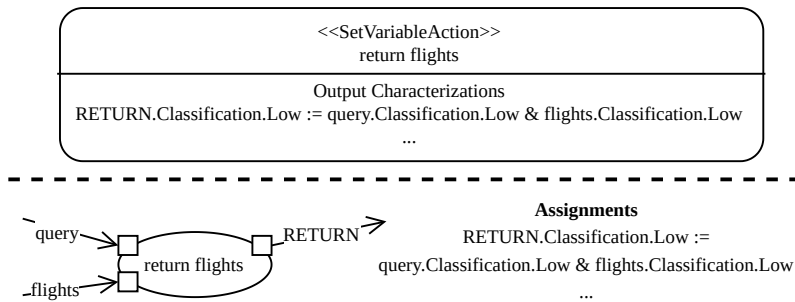 <<SetVariableAction>>
return flights
Output Characterizations
RETURN.Classification.Low := query.Classification.Low & flights.Classification.Low
...
query
flights
return flights
RETURN
Assignments
RETURN.Classification.Low :=
query.Classification.Low & flights.Classification.Low
...